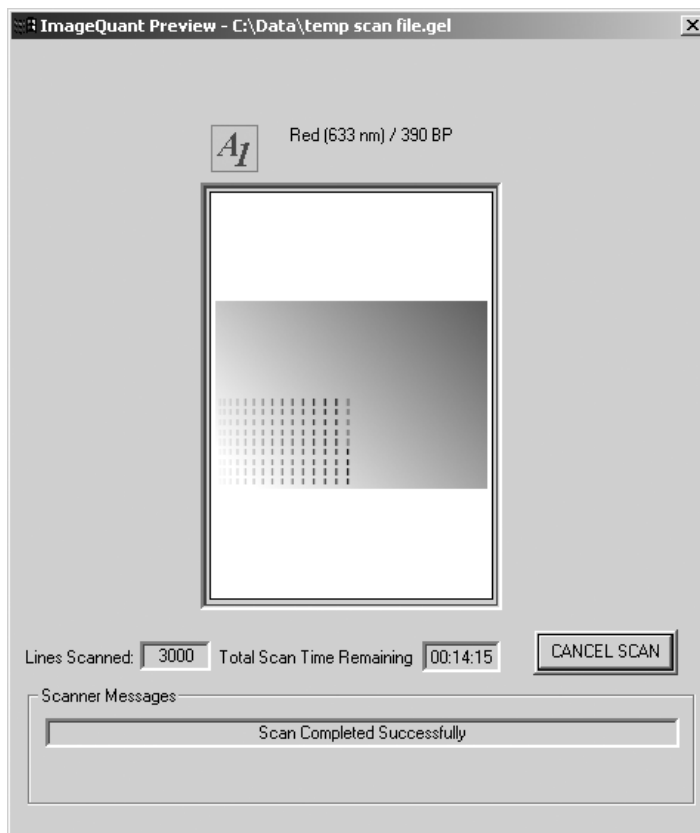 ImageQuant Preview - C:\Data\temp scan file.gel
A1
Red (633 nm) / 390 BP
Lines Scanned: 3000 Total Scan Time Remaining 00:14:15 CANCEL SCAN
Scanner Messages
Scan Completed Successfully